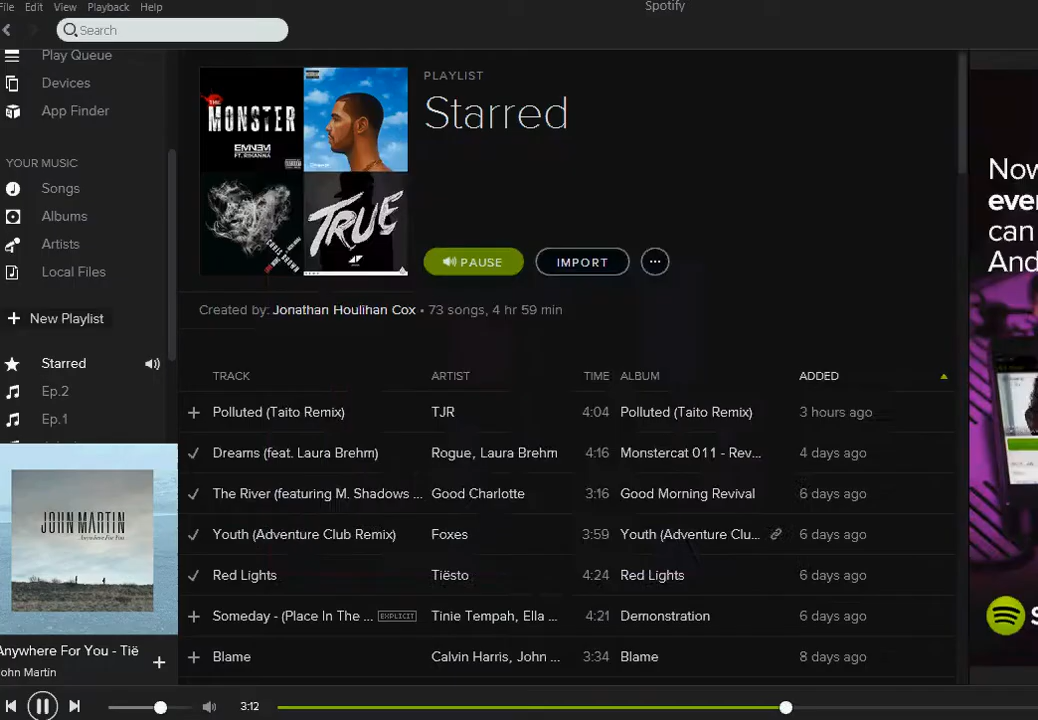 File Edit View Playback Help
Spotify
Search
Play Queue
Devices
App Finder
YOUR MUSIC
Songs
Albums
Artists
Local Files
New Playlist
Starred
Ep.2
Ep.1
THE
MONSTER
EMINEM
FT. RIHANNA
CHRIS BROWN
TRUE
PLAYLIST
Starred
PAUSE
IMPORT
Created by: Jonathan Houlihan Cox • 73 songs, 4 hr 59 min
TRACK ARTIST TIME ALBUM ADDED
Polluted (Taito Remix) TJR 4:04 Polluted (Taito Remix) 3 hours ago
Dreams (feat. Laura Brehm) Rogue, Laura Brehm 4:16 Monstercat 011 - Rev... 4 days ago
The River (featuring M. Shadows ... Good Charlotte 3:16 Good Morning Revival 6 days ago
Youth (Adventure Club Remix) Foxes 3:59 Youth (Adventure Clu... 6 days ago
Red Lights Tiësto 4:24 Red Lights 6 days ago
Someday - (Place In The ... EXPLICIT Tinie Tempah, Ella ... 4:21 Demonstration 6 days ago
Blame Calvin Harris, John ... 3:34 Blame 8 days ago
JOHN MARTIN
Anywhere For You
Anywhere For You - Tië
John Martin
3:12
Now
ever
can
And
S